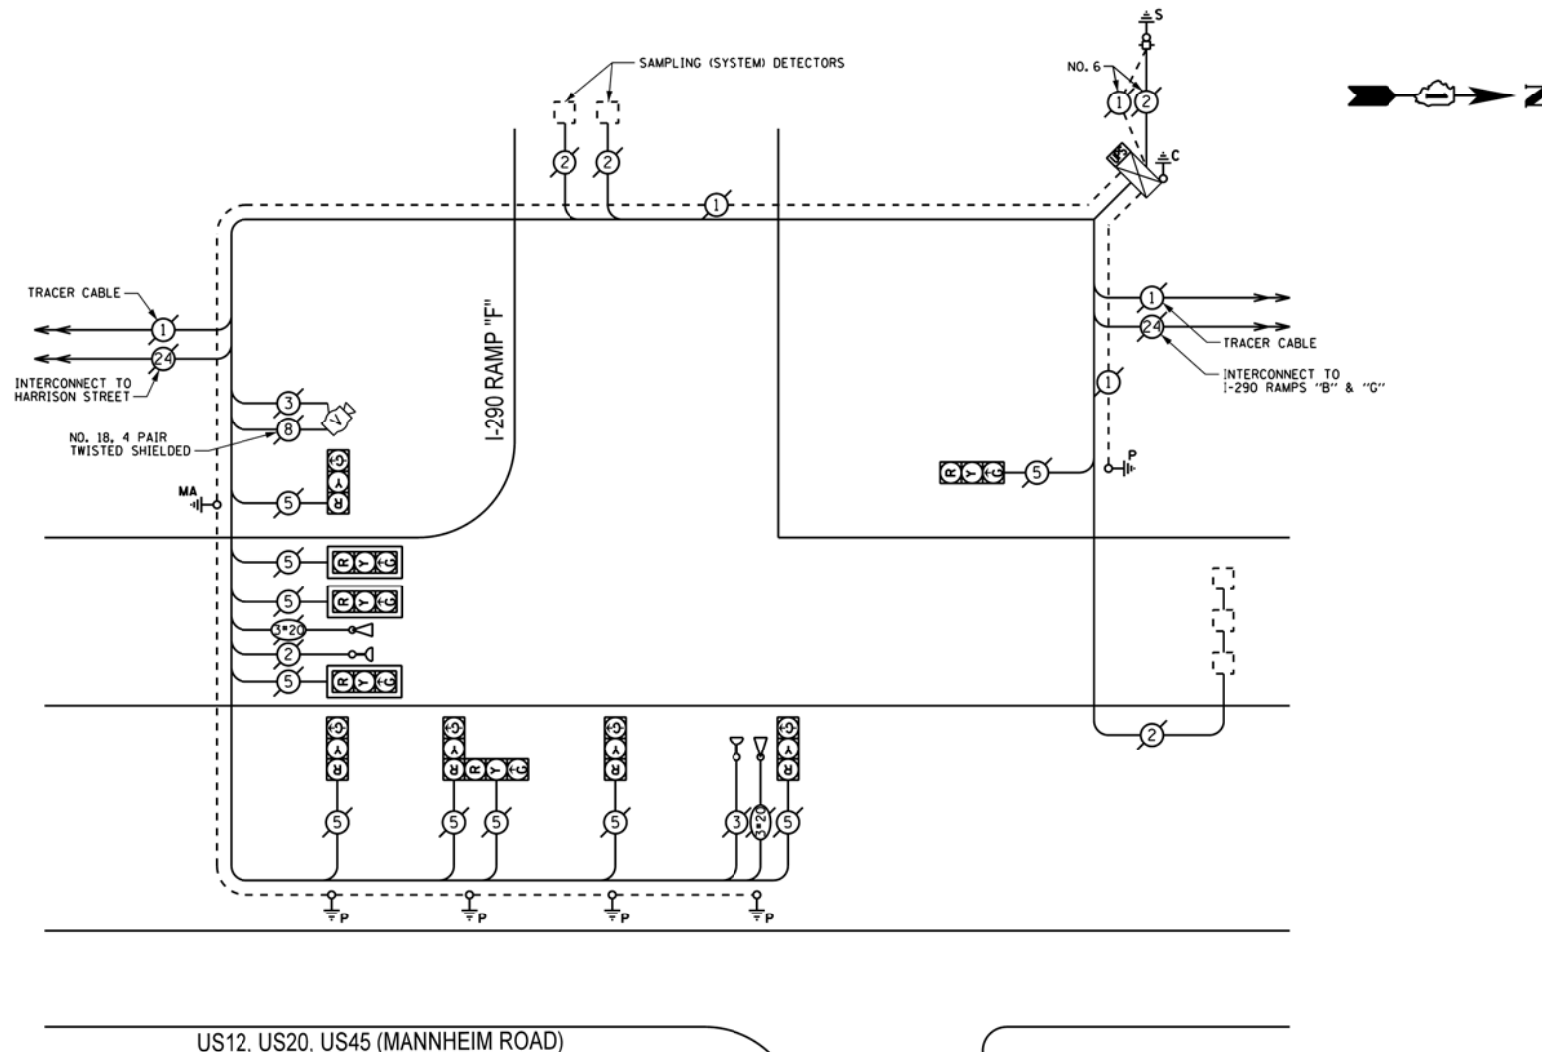 S
SAMPLING (SYSTEM) DETECTORS
NO. 6
1
2
N
2
2
UPS
C
1
TRACER CABLE
1
1
24
24
TRACER CABLE
INTERCONNECT TO
HARRISON STREET
INTERCONNECT TO
I-290 RAMPS "B" & "G"
I-290 RAMP "F"
3
V
1
8
NO. 18, 4 PAIR
TWISTED SHIELDED
R Y G
5
MA
R Y G
5
P
5
R Y G
5
R Y G
3#20
2
5
R Y G
2
R Y G
R Y G
R Y G
R Y G
R Y G
5
5
5
5
3
3#20
5
P
P
P
P
US12, US20, US45 (MANNHEIM ROAD)